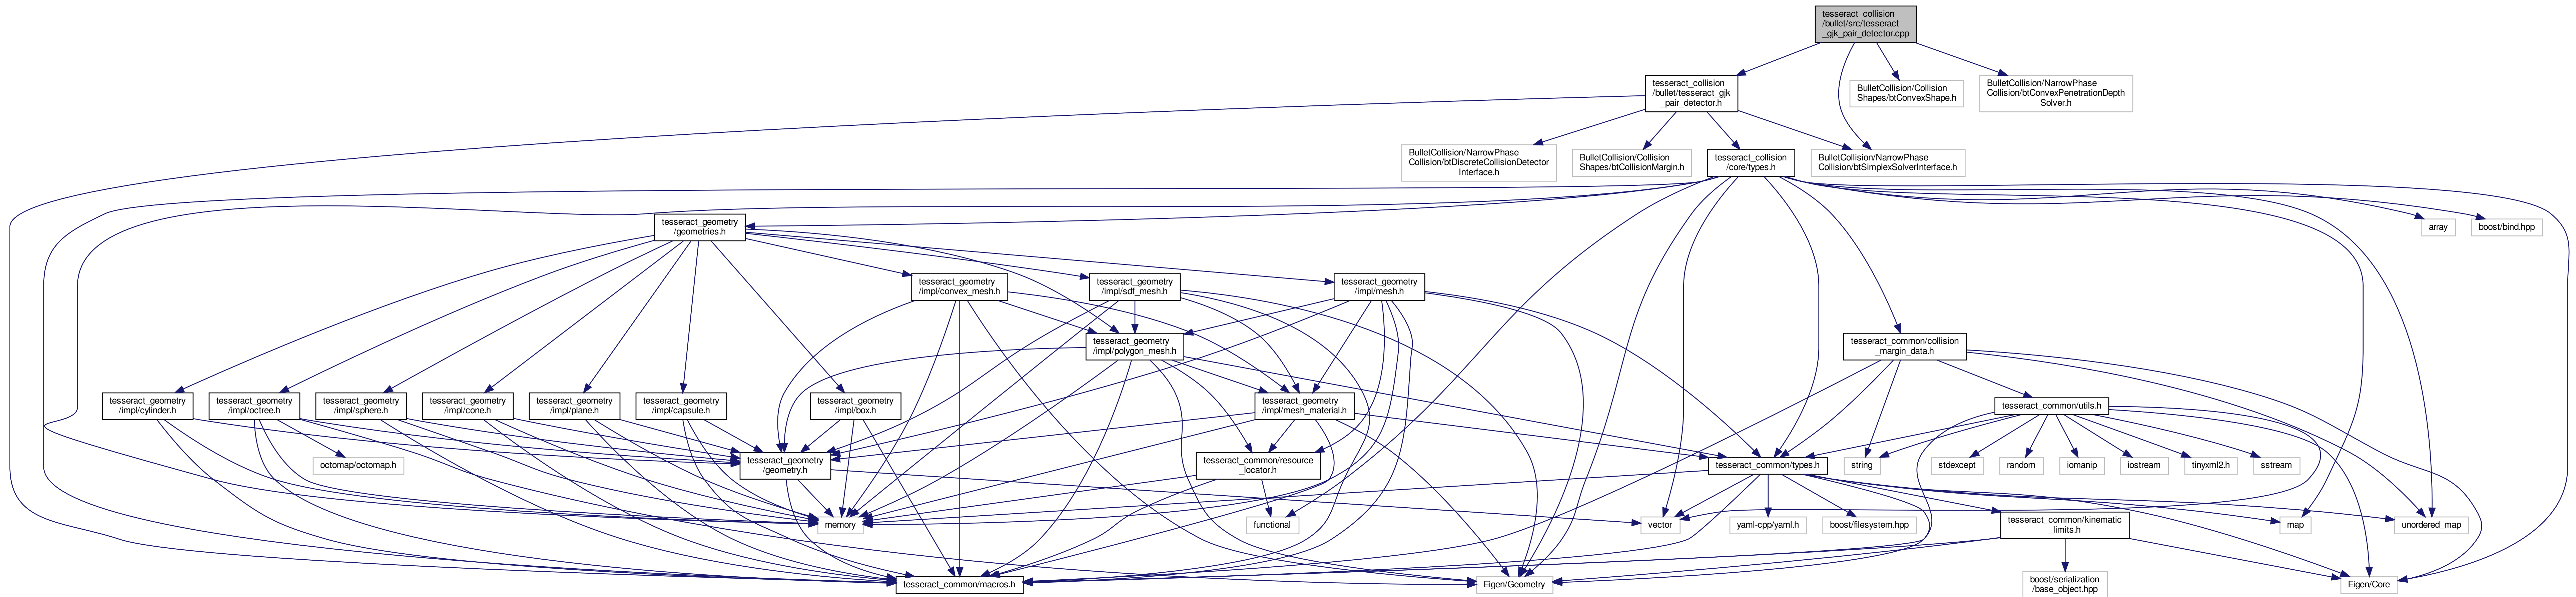 tesseract_collision
/bullet/src/tesseract
_gjk_pair_detector.cpp
tesseract_collision
/bullet/tesseract_gjk
_pair_detector.h
BulletCollision/Collision
Shapes/btConvexShape.h
BulletCollision/NarrowPhase
Collision/btConvexPenetrationDepth
Solver.h
BulletCollision/NarrowPhase
Collision/btDiscreteCollisionDetector
Interface.h
BulletCollision/Collision
Shapes/btCollisionMargin.h
tesseract_collision
/core/types.h
BulletCollision/NarrowPhase
Collision/btSimplexSolverInterface.h
tesseract_geometry
/geometries.h
array
boost/bind.hpp
tesseract_geometry
/impl/convex_mesh.h
tesseract_geometry
/impl/sdf_mesh.h
tesseract_geometry
/impl/mesh.h
tesseract_geometry
/impl/polygon_mesh.h
tesseract_common/collision
_margin_data.h
tesseract_geometry
/impl/cylinder.h
tesseract_geometry
/impl/octree.h
tesseract_geometry
/impl/sphere.h
tesseract_geometry
/impl/cone.h
tesseract_geometry
/impl/plane.h
tesseract_geometry
/impl/capsule.h
tesseract_geometry
/impl/box.h
tesseract_geometry
/impl/mesh_material.h
tesseract_common/utils.h
octomap/octomap.h
tesseract_geometry
/geometry.h
tesseract_common/resource
_locator.h
tesseract_common/types.h
string
stdexcept
random
iomanip
iostream
tinyxml2.h
sstream
memory
functional
vector
yaml-cpp/yaml.h
boost/filesystem.hpp
tesseract_common/kinematic
_limits.h
map
unordered_map
tesseract_common/macros.h
Eigen/Geometry
boost/serialization
/base_object.hpp
Eigen/Core